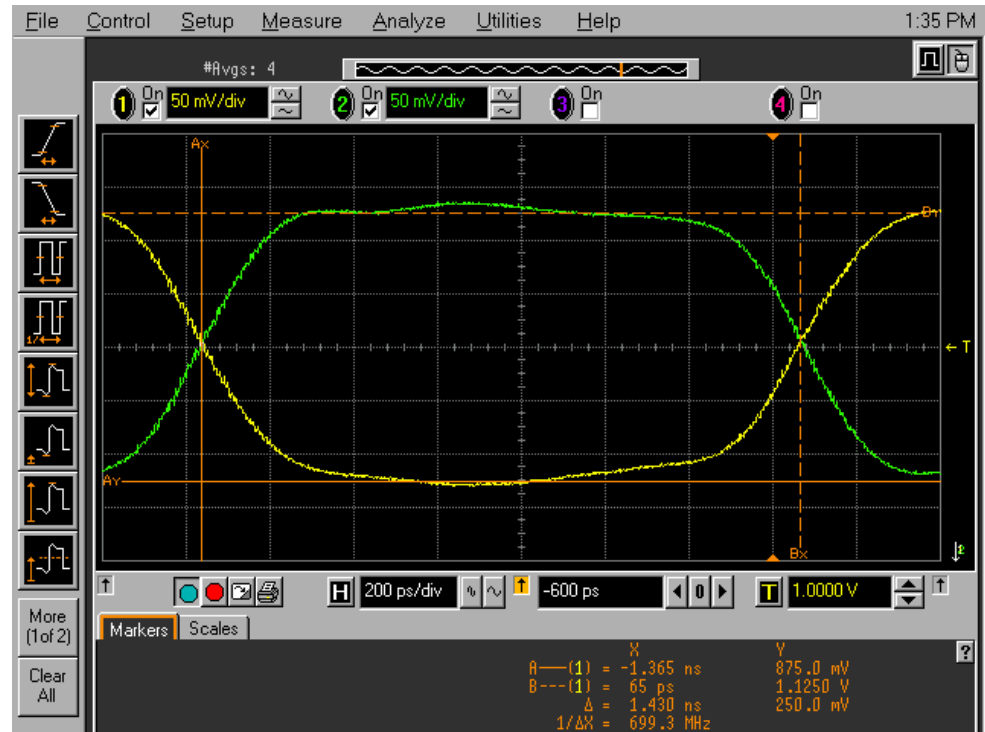 File Control Setup Measure Analyze Utilities Help 1:35 PM
#Avgs: 4
1 On 50 mV/div 2 On 50 mV/div 3 On 4 On
Ax
By
T
Ay
Bx
2
H 200 ps/div -600 ps 0 T 1.0000 V
More
(1of 2)
Clear
All
Markers Scales
X Y ?
A——(1) = -1.365 ns 875.0 mV
B---(1) = 65 ps 1.1250 V
Δ = 1.430 ns 250.0 mV
1/ΔX = 699.3 MHz